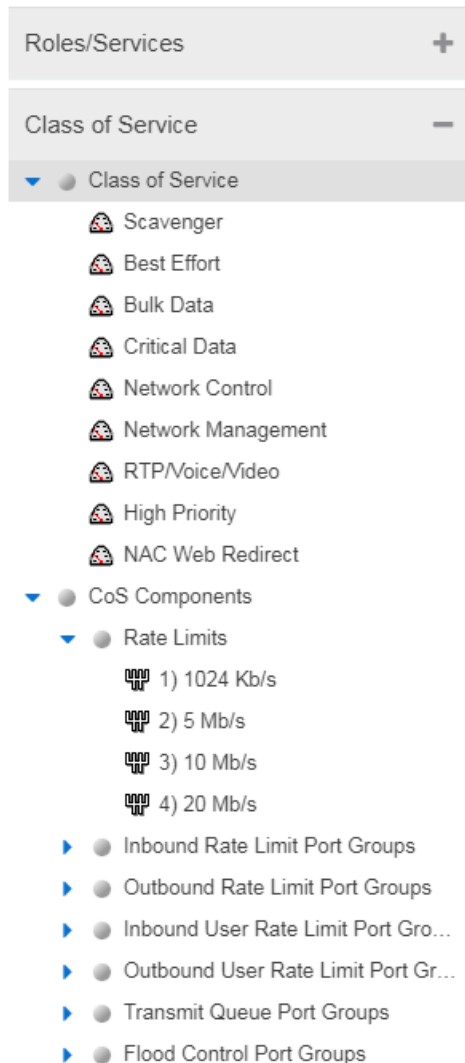 Roles/Services
Class of Service
Class of Service
Scavenger
Best Effort
Bulk Data
Critical Data
Network Control
Network Management
RTP/Voice/Video
High Priority
NAC Web Redirect
CoS Components
Rate Limits
1) 1024 Kb/s
2) 5 Mb/s
3) 10 Mb/s
4) 20 Mb/s
Inbound Rate Limit Port Groups
Outbound Rate Limit Port Groups
Inbound User Rate Limit Port Gro...
Outbound User Rate Limit Port Gr...
Transmit Queue Port Groups
Flood Control Port Groups